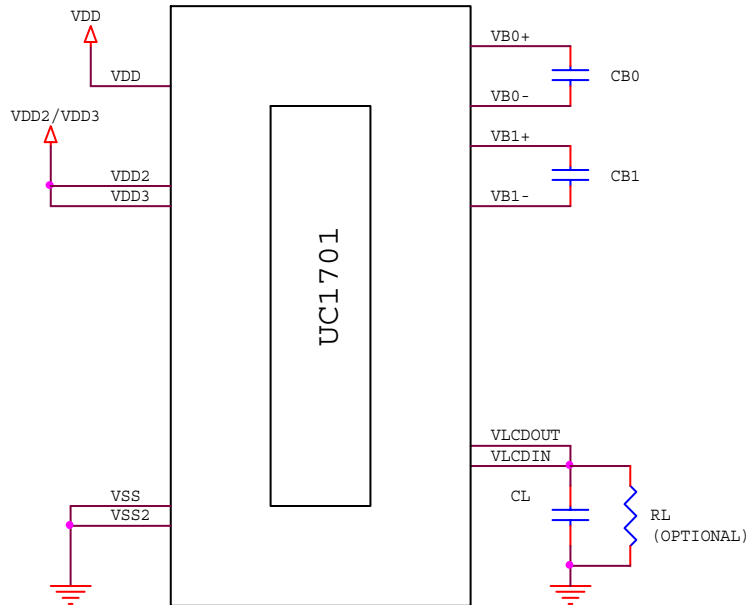 VDD
VDD
VDD2/VDD3
VDD2
VDD3
VSS
VSS2
UC1701
VB0+
CB0
VB0-
VB1+
CB1
VB1-
VLCDOUT
VLCDIN
CL
RL
(OPTIONAL)